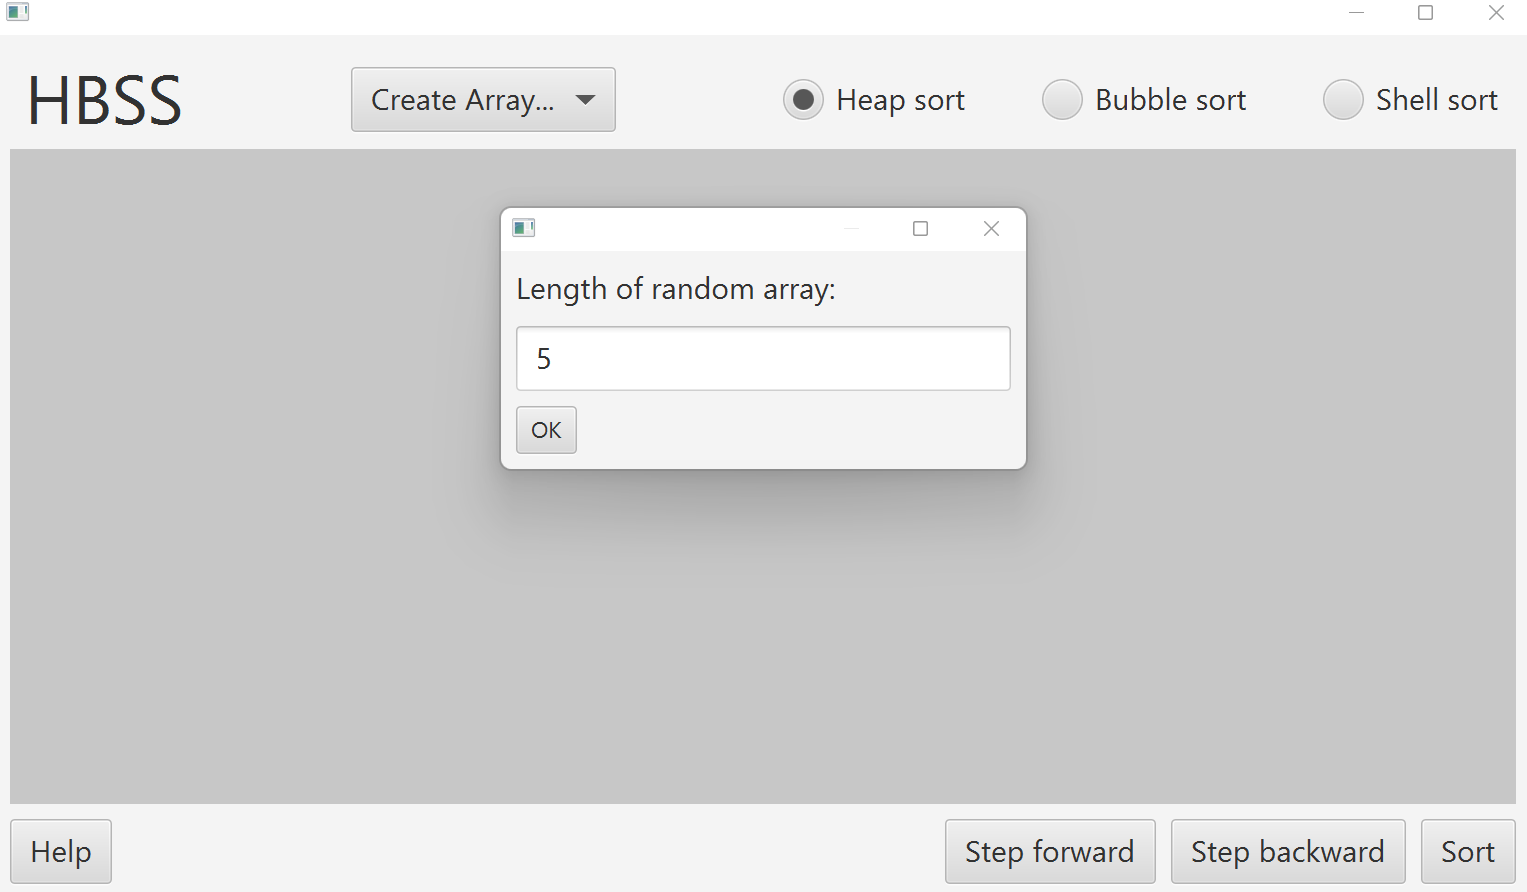 HBSS
Create Array...
Heap sort
Bubble sort
Shell sort
Length of random array:
5
OK
Help
Step forward
Step backward
Sort